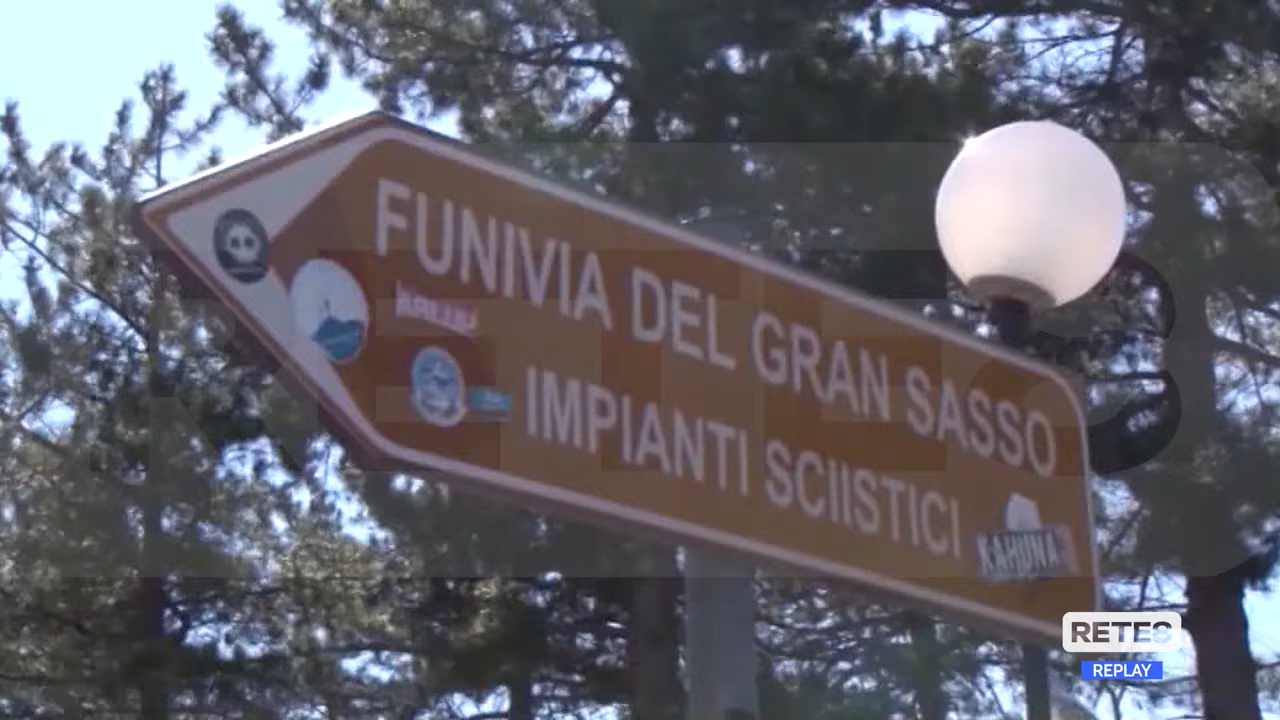 FUNIVIA DEL GRAN SASSO
IMPIANTI SCIISTICI
KAHUNA
RETE8
REPLAY